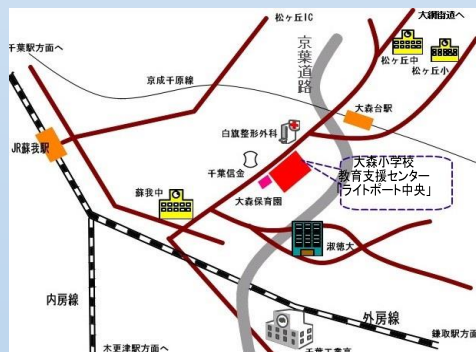 大網街道へ
松ヶ丘IC
京葉道路
千葉駅方面へ
松ヶ丘中
松ヶ丘小
京成千原線
大森台駅
白旗整形外科
JR蘇我駅
大森小学校
教育支援センター
ライトポート中央」
千葉信金
蘇我中
大森保育園
淑徳大
内房線
外房線
鎌取駅方面
木更津駅方面へ
千葉工業高